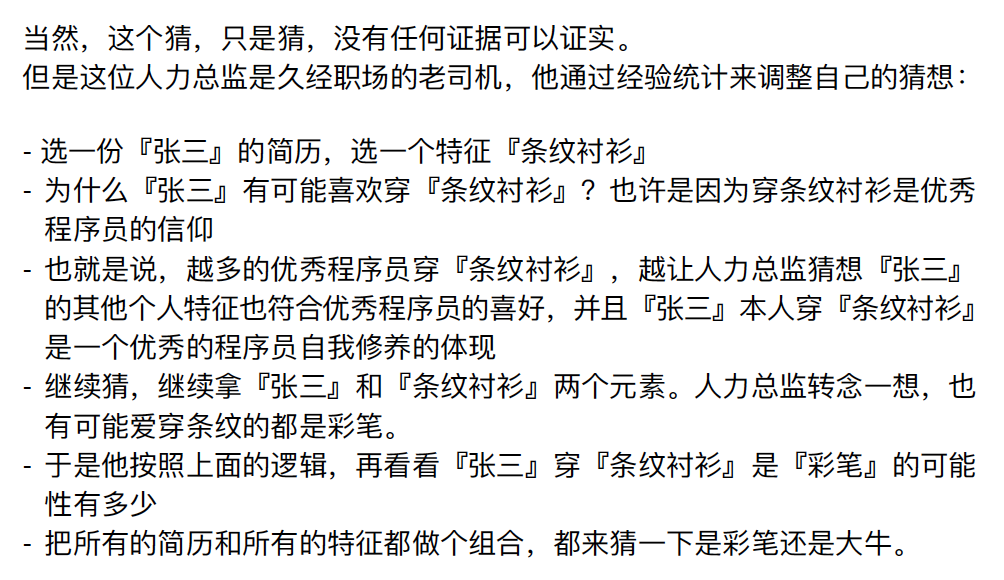 当然，这个猜，只是猜，没有任何证据可以证实。
但是这位人力总监是久经职场的老司机，他通过经验统计来调整自己的猜想：
- 选一份『张三』的简历，选一个特征『条纹衬衫』
- 为什么『张三』有可能喜欢穿『条纹衬衫』？也许是因为穿条纹衬衫是优秀
程序员的信仰
- 也就是说，越多的优秀程序员穿『条纹衬衫』，越让人力总监猜想『张三』
的其他个人特征也符合优秀程序员的喜好，并且『张三』本人穿『条纹衬衫』
是一个优秀的程序员自我修养的体现
- 继续猜，继续拿『张三』和『条纹衬衫』两个元素。人力总监转念一想，也
有可能爱穿条纹的都是彩笔。
- 于是他按照上面的逻辑，再看看『张三』穿『条纹衬衫』是『彩笔』的可能
性有多少
- 把所有的简历和所有的特征都做个组合，都来猜一下是彩笔还是大牛。